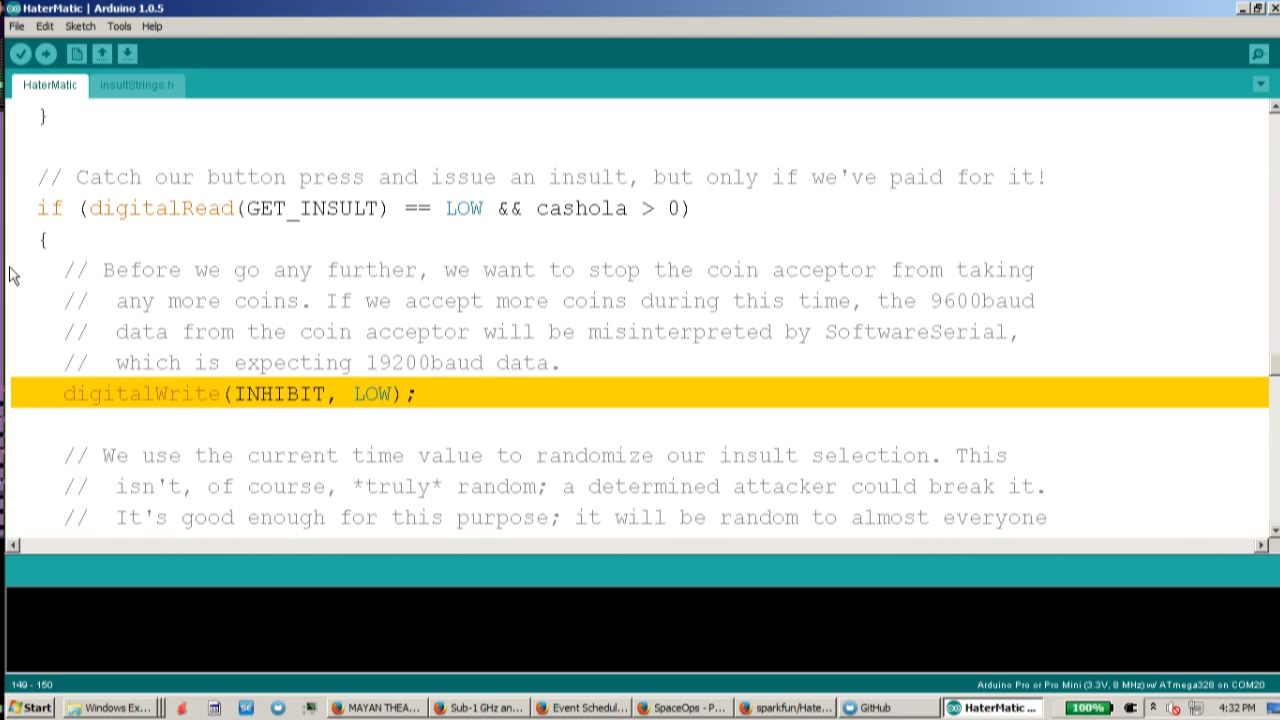 HaterMatic | Arduino 1.0.5
File Edit Sketch Tools Help
HaterMatic insultStrings.h
}
// Catch our button press and issue an insult, but only if we've paid for it!
if (digitalRead(GET_INSULT) == LOW && cashola > 0)
{
// Before we go any further, we want to stop the coin acceptor from taking
// any more coins. If we accept more coins during this time, the 9600baud
// data from the coin acceptor will be misinterpreted by SoftwareSerial,
// which is expecting 19200baud data.
digitalWrite(INHIBIT, LOW);
// We use the current time value to randomize our insult selection. This
// isn't, of course, *truly* random; a determined attacker could break it.
// It's good enough for this purpose; it will be random to almost everyone
149 - 150 Arduino Pro or Pro Mini (3.3V, 8 MHz) w/ ATmega328 on COM20
Start Windows Ex... MAYAN THEA... Sub-1 GHz an... Event Schedul... SpaceOps - P... sparkfun/Hate... GitHub HaterMatic ... 100% 4:32 PM